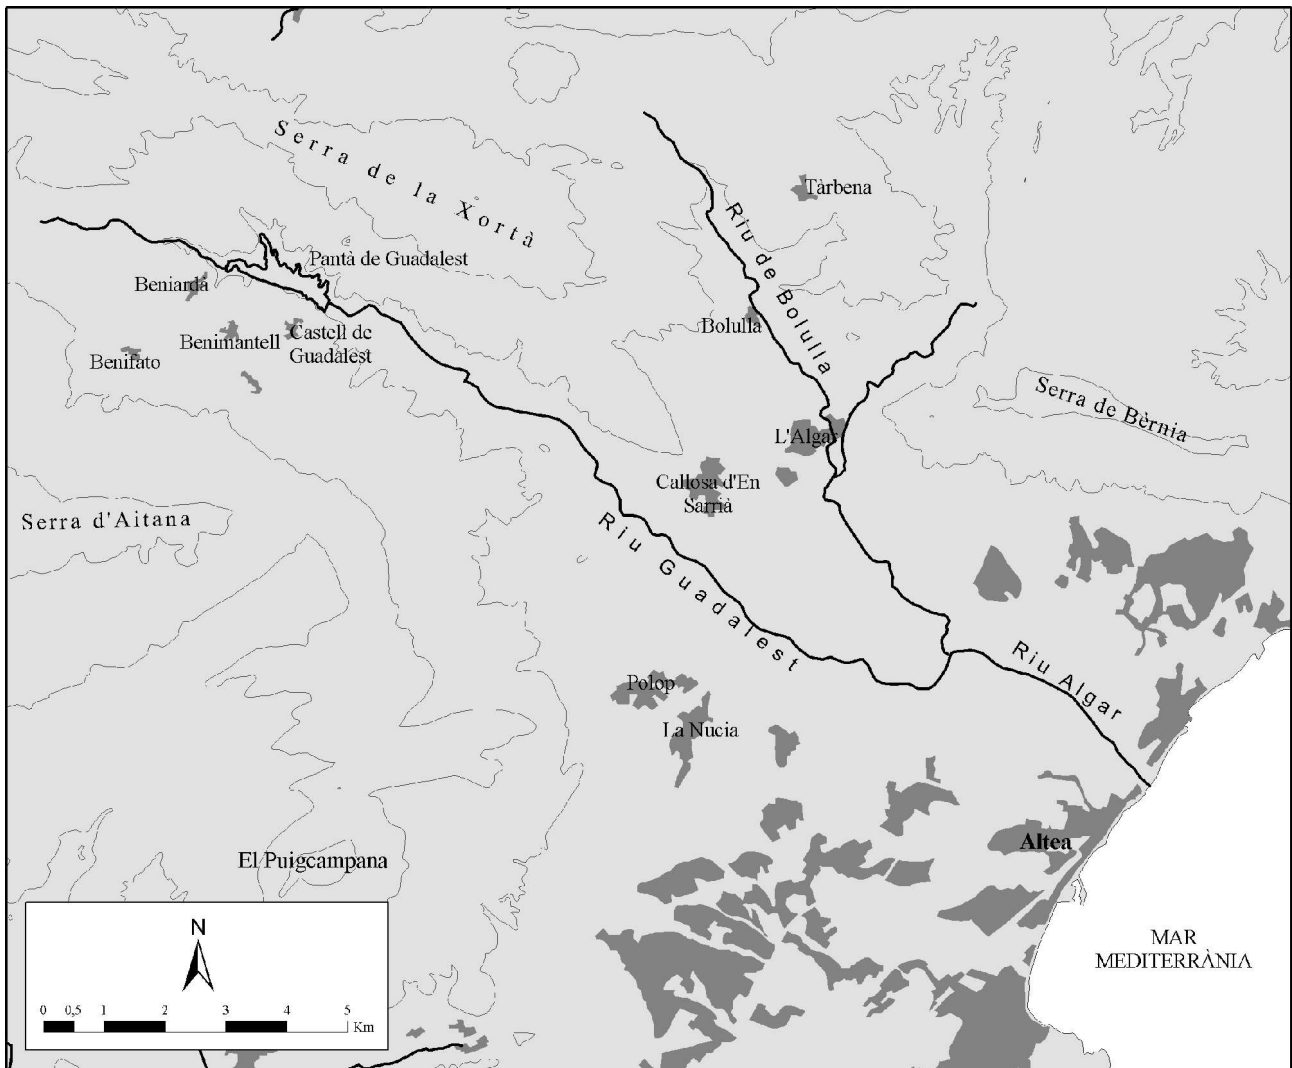 Serra de la Xortà
Tàrbena
Riu de Bolulla
Pantà de Guadalest
Beniardà
Bolulla
Benimantell
Castell de
Guadalest
Benifato
Serra de Bèrnia
L'Algar
Callosa d'En
Sarrià
Serra d'Aitana
Riu Guadalest
Riu Algar
Polop
La Nucia
Altea
El Puigcampana
MAR
MEDITERRÀNIA
N
0 0,5 1 2 3 4 5
Km